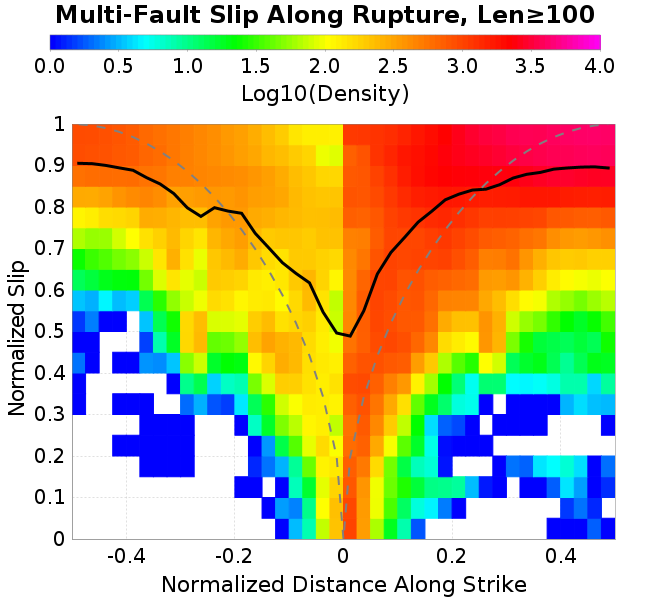 Multi-Fault Slip Along Rupture, Len≥100
0.0 0.5 1.0 1.5 2.0 2.5 3.0 3.5 4.0
Log10(Density)
1
0.9
0.8
0.7
0.6
0.5
0.4
0.3
0.2
0.1
0
Normalized Slip
-0.4 -0.2 0 0.2 0.4
Normalized Distance Along Strike